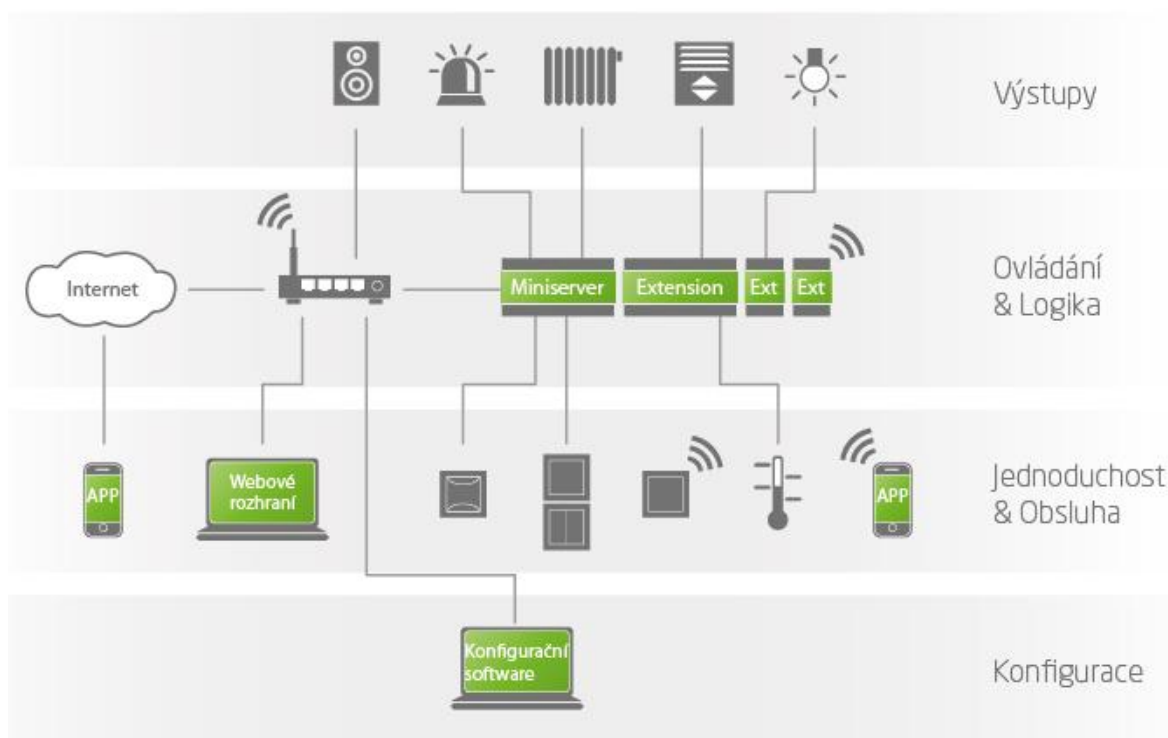 Výstupy
Internet
Miniserver
Extension
Ext
Ext
Ovládání
& Logika
APP
Webové
rozhraní
APP
Jednoduchost
& Obsluha
Konfigurační
software
Konfigurace